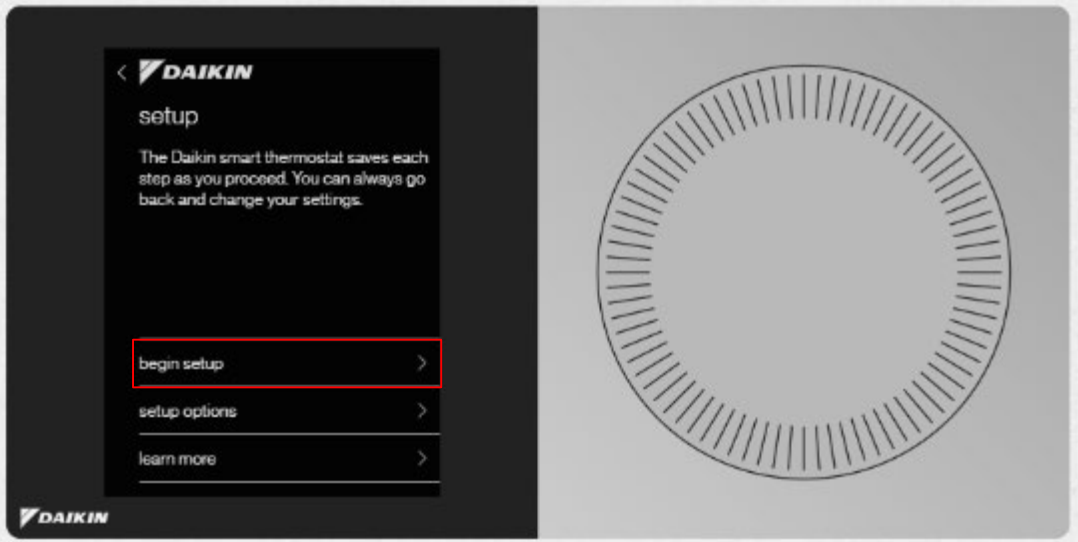 DAIKIN
setup
The Daikin smart thermostat saves each
step as you proceed. You can always go
back and change your settings.
begin setup
setup options
learn more
DAIKIN